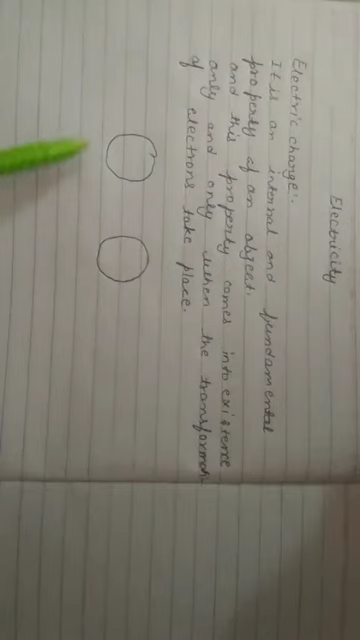 Electricity
Electric charge:.
It is an internal and fundamental
property of an object.
and this property comes into existence
only and only when the transformation
of electrons take place.